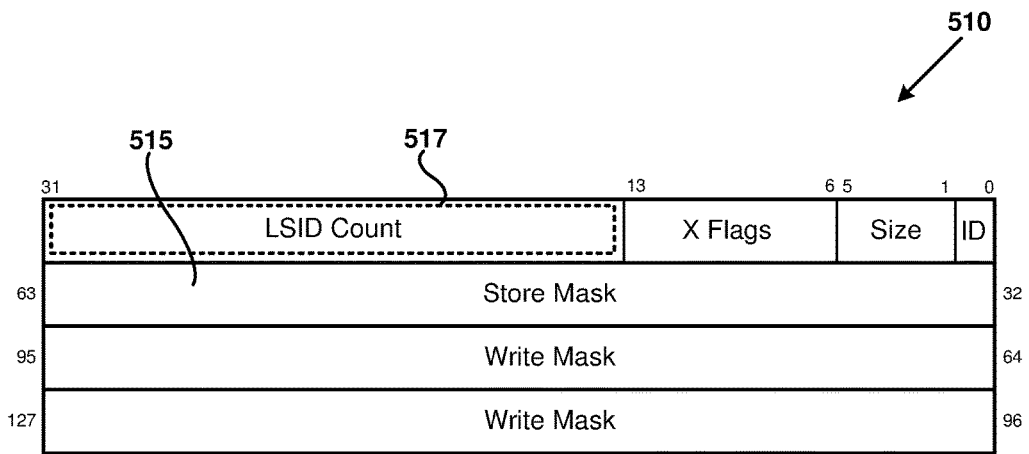 510
515 517
31 13 6 5 1 0
LSID Count X Flags Size ID
63 Store Mask 32
95 Write Mask 64
127 Write Mask 96